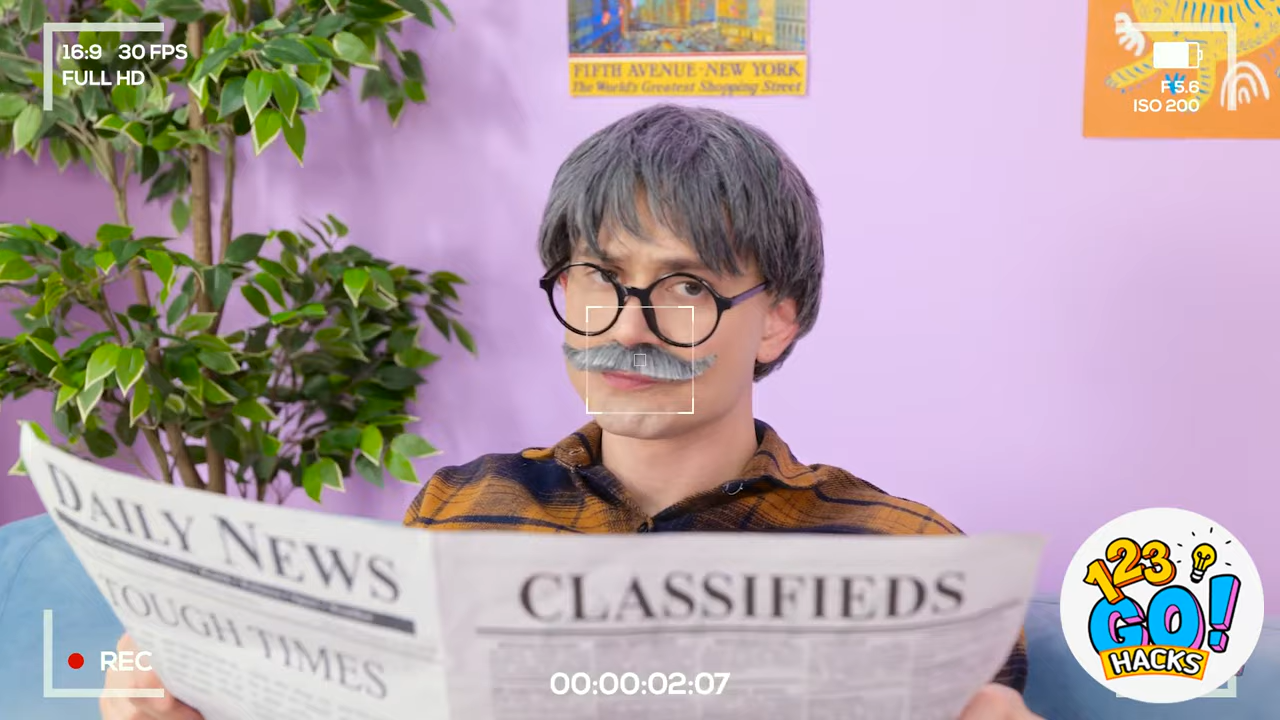 16:9 30 FPS
FULL HD
FIFTH AVENUE·NEW YORK
The World's Greatest Shopping Street
F 5.6
ISO 200
DAILY NEWS
TOUGH TIMES
CLASSIFIEDS
REC
00:00:02:07
123
GO!
HACKS